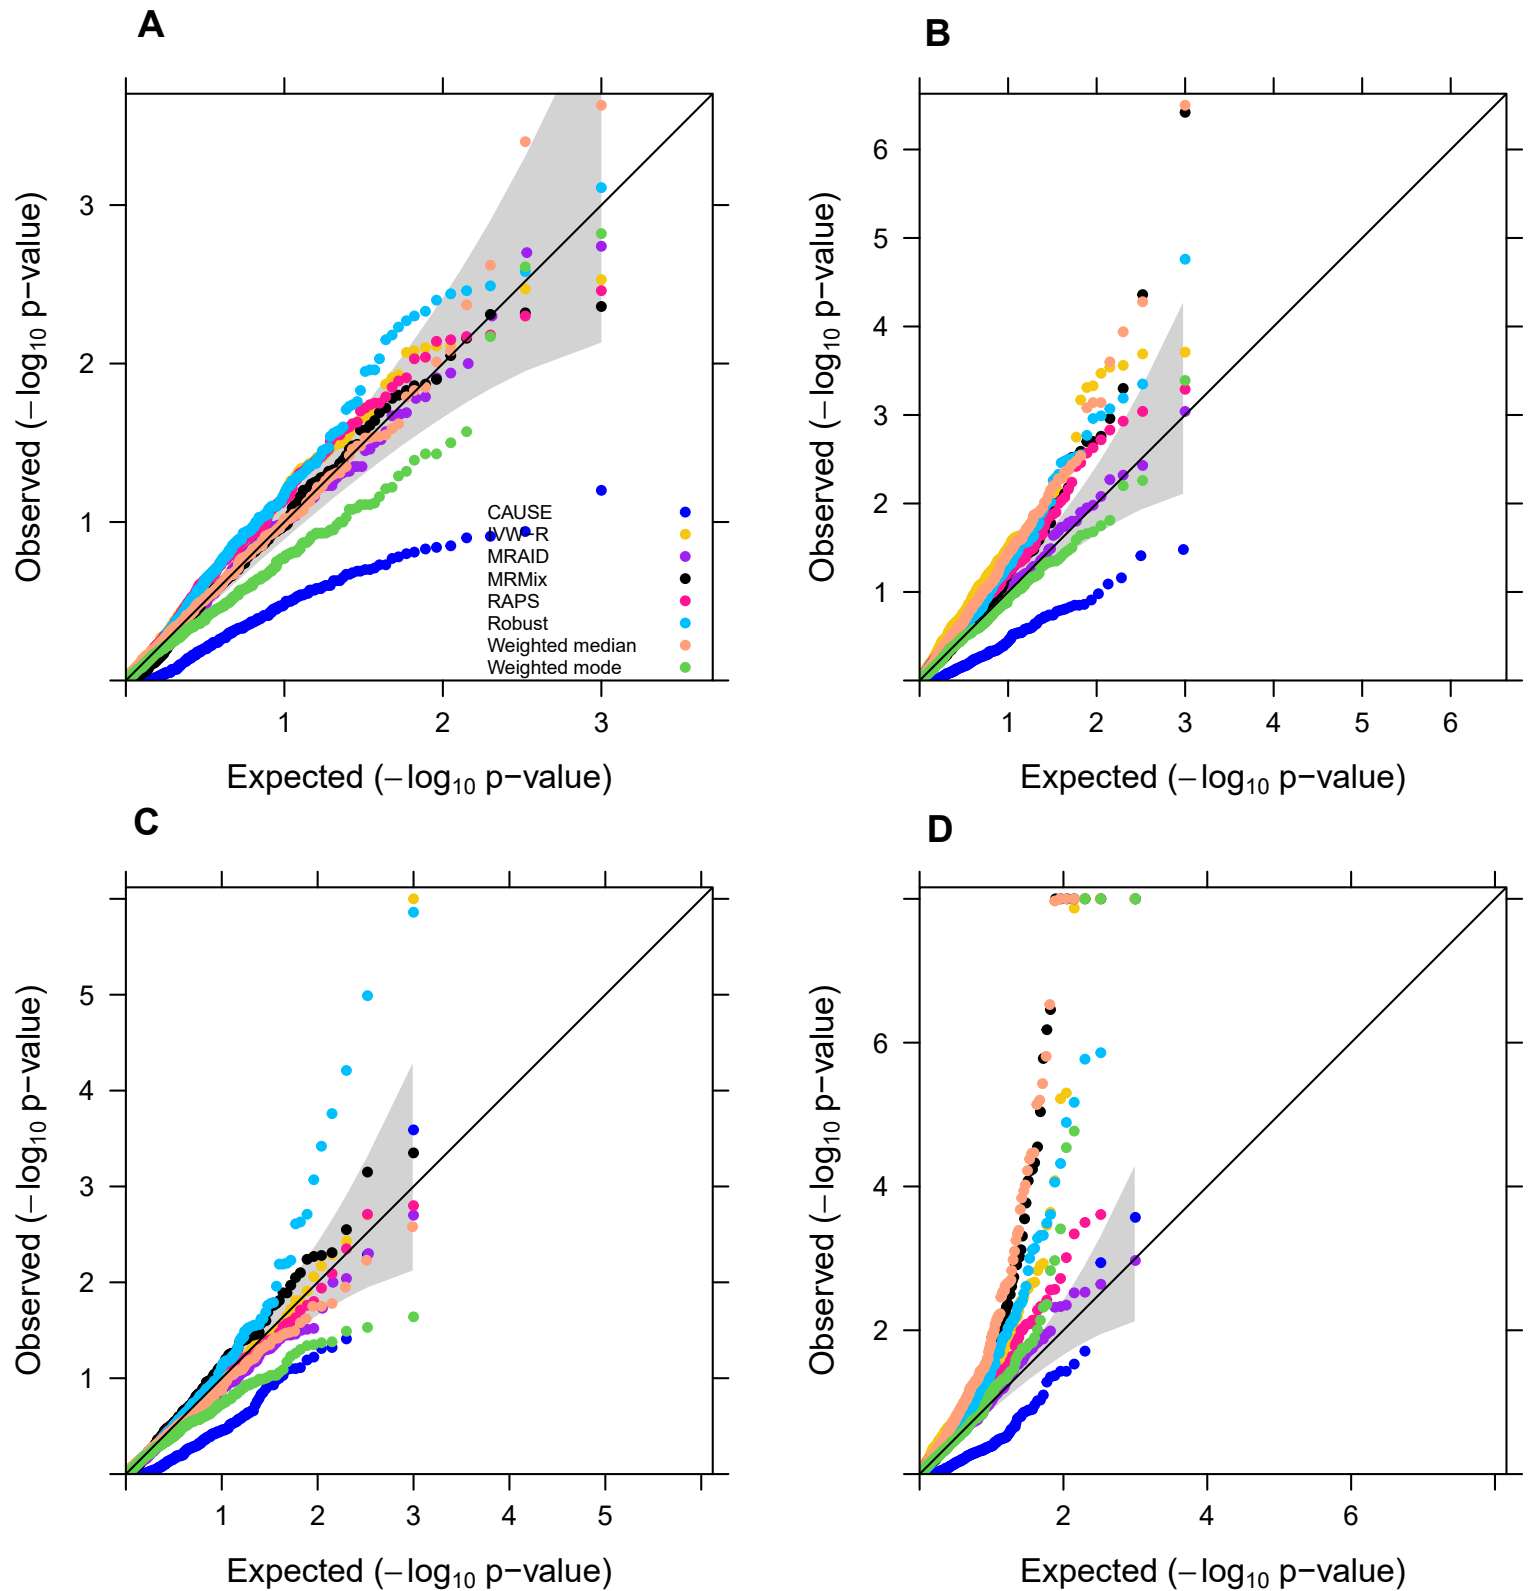 A
Observed (−log10 p−value)
3
2
1
CAUSE
IVW−R
MRAID
MRMix
RAPS
Robust
Weighted median
Weighted mode
1 2 3
Expected (−log10 p−value)
B
Observed (−log10 p−value)
6
5
4
3
2
1
1 2 3 4 5 6
Expected (−log10 p−value)
C
Observed (−log10 p−value)
5
4
3
2
1
1 2 3 4 5
Expected (−log10 p−value)
D
Observed (−log10 p−value)
6
4
2
2 4 6
Expected (−log10 p−value)